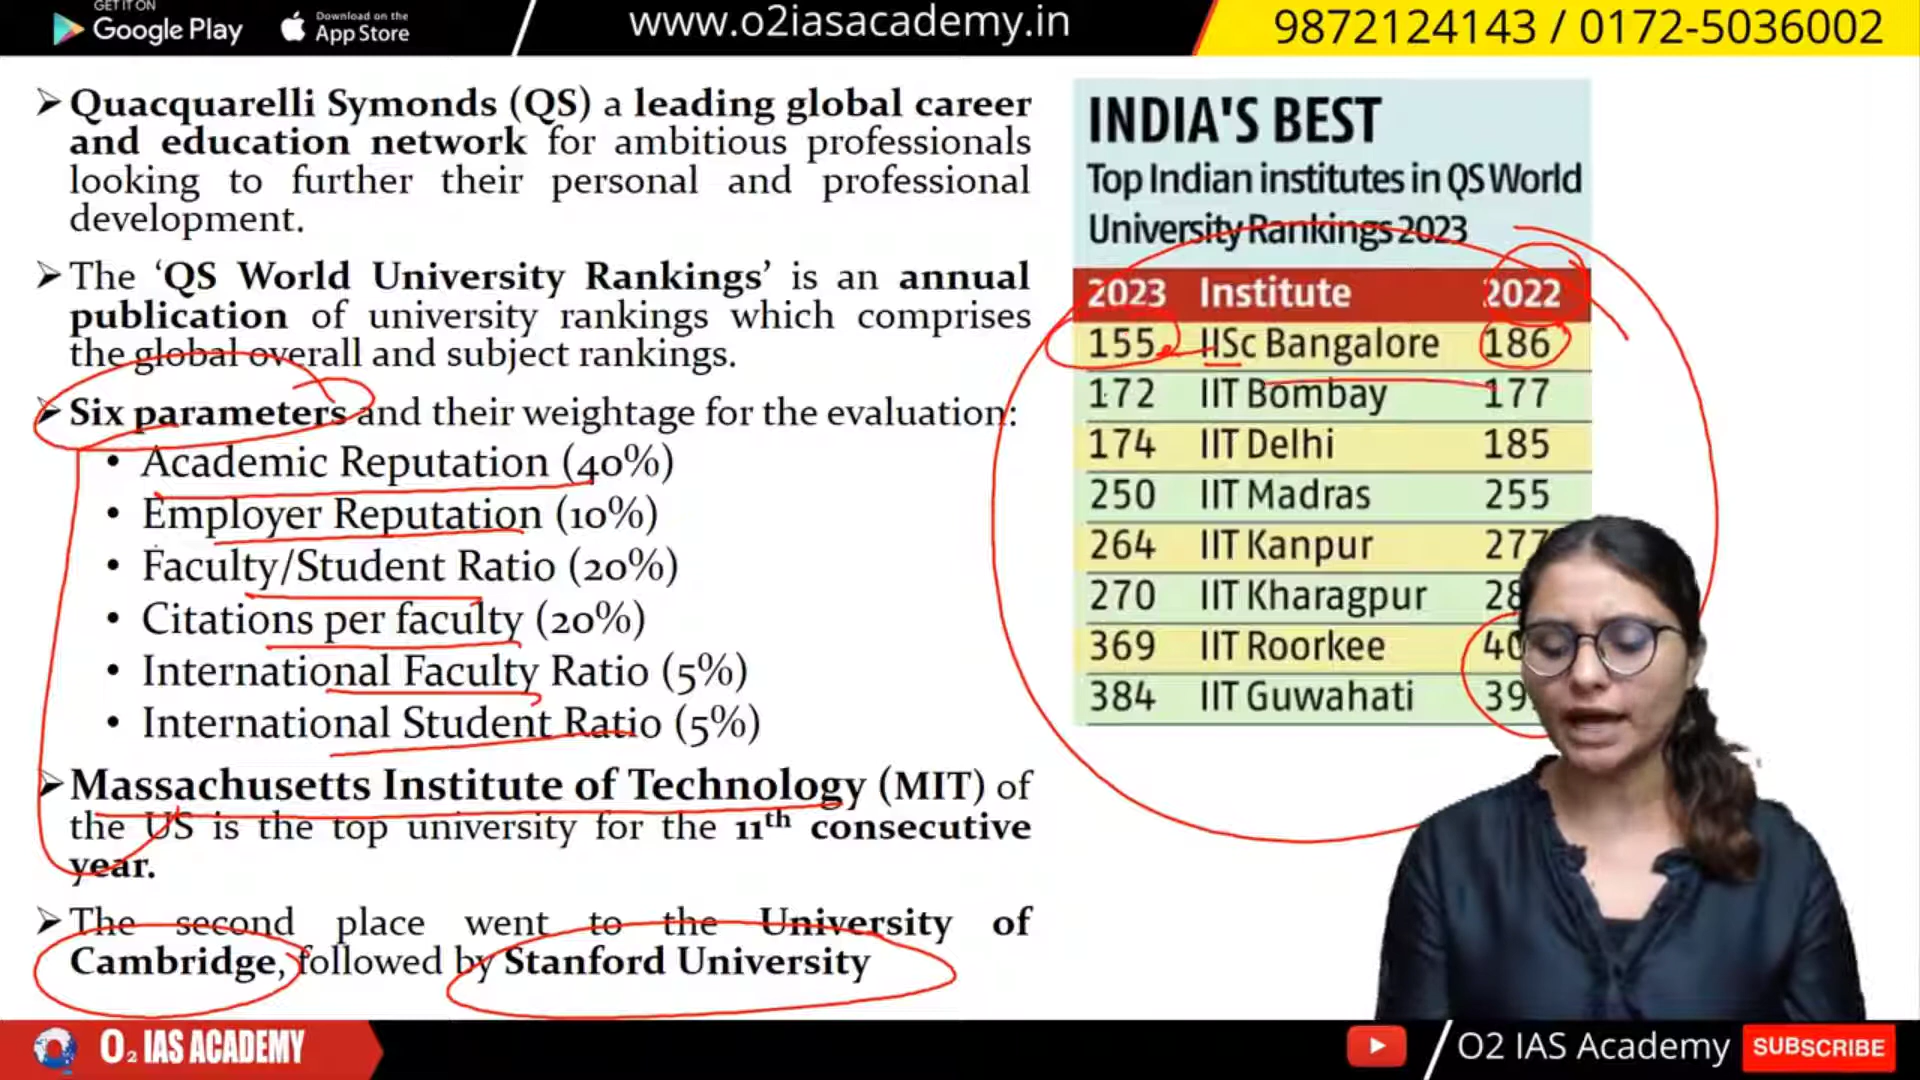 GET IT ON
Google Play
Download on the
App Store
www.o2iasacademy.in
9872124143 / 0172-5036002
➤ Quacquarelli Symonds (QS) a leading global career
and education network for ambitious professionals
looking to further their personal and professional
development.
➤ The ‘QS World University Rankings’ is an annual
publication of university rankings which comprises
the global overall and subject rankings.
➤ Six parameters and their weightage for the evaluation:
• Academic Reputation (40%)
• Employer Reputation (10%)
• Faculty/Student Ratio (20%)
• Citations per faculty (20%)
• International Faculty Ratio (5%)
• International Student Ratio (5%)
➤ Massachusetts Institute of Technology (MIT) of
the US is the top university for the 11th consecutive
year.
➤ The second place went to the University of
Cambridge, followed by Stanford University
INDIA'S BEST
Top Indian institutes in QS World
University Rankings 2023
2023 Institute 2022
155 IISc Bangalore 186
172 IIT Bombay 177
174 IIT Delhi 185
250 IIT Madras 255
264 IIT Kanpur 277
270 IIT Kharagpur
369 IIT Roorkee
384 IIT Guwahati
O2 IAS ACADEMY
O2 IAS Academy
SUBSCRIBE